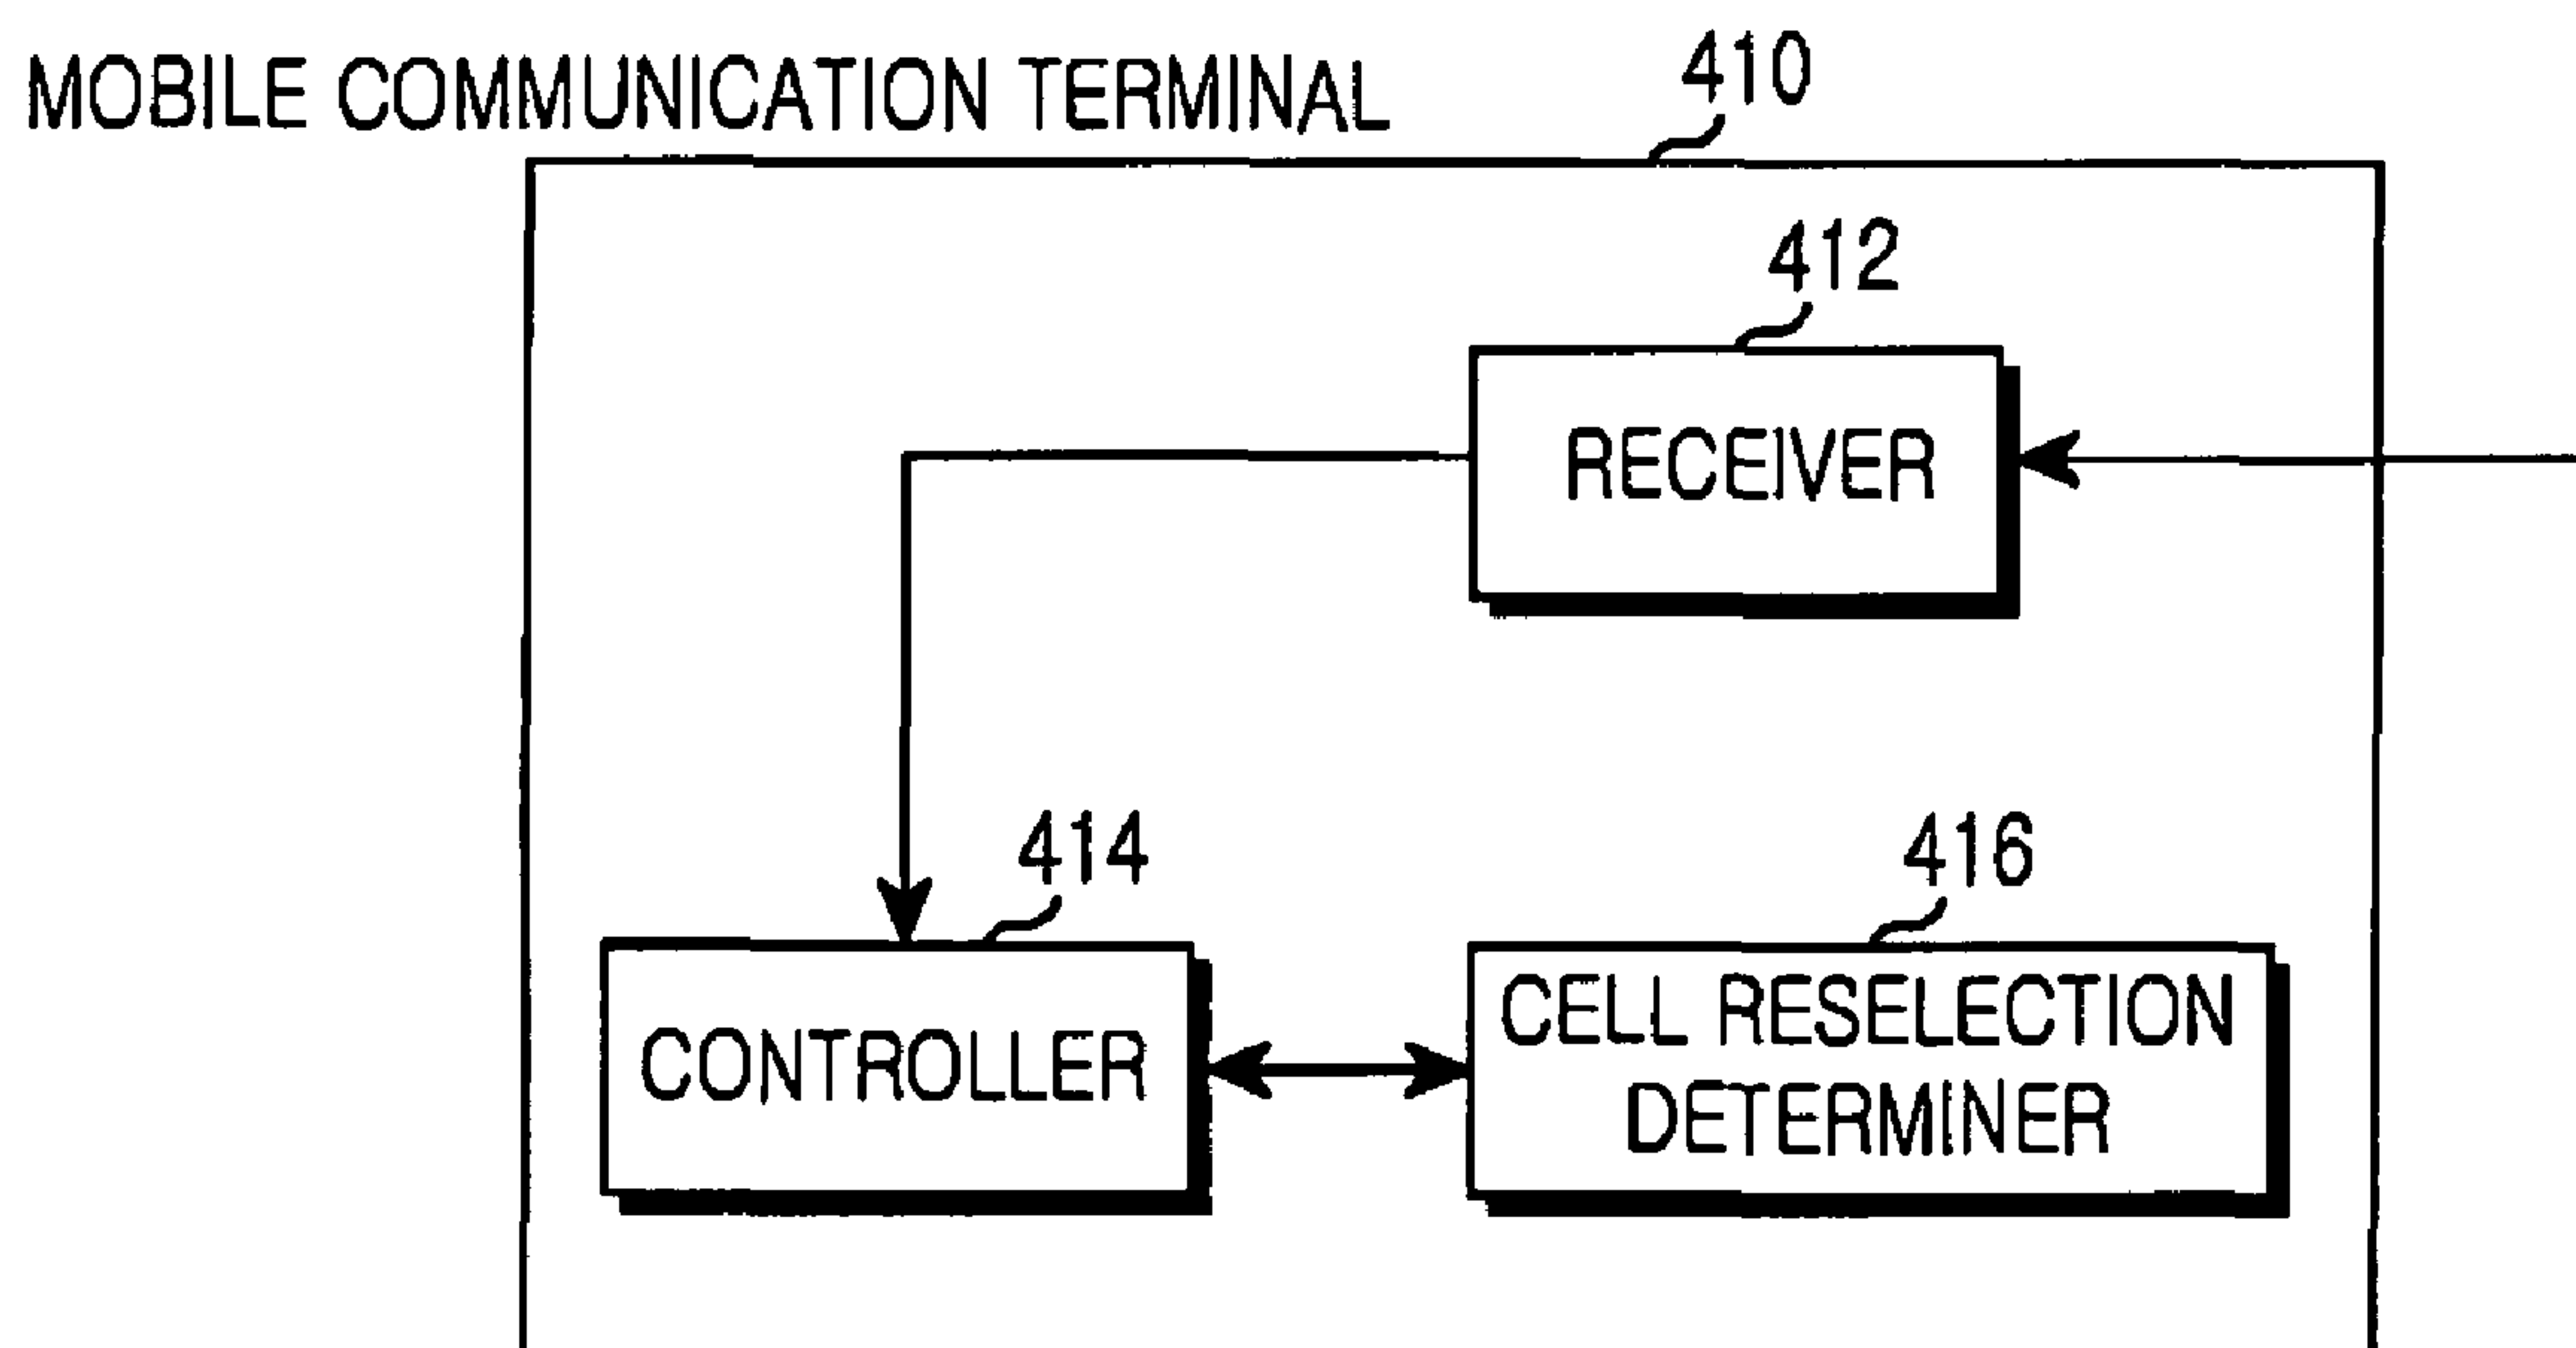 MOBILE COMMUNICATION TERMINAL
410
412
RECEIVER
414
416
CONTROLLER
CELL RESELECTION
DETERMINER